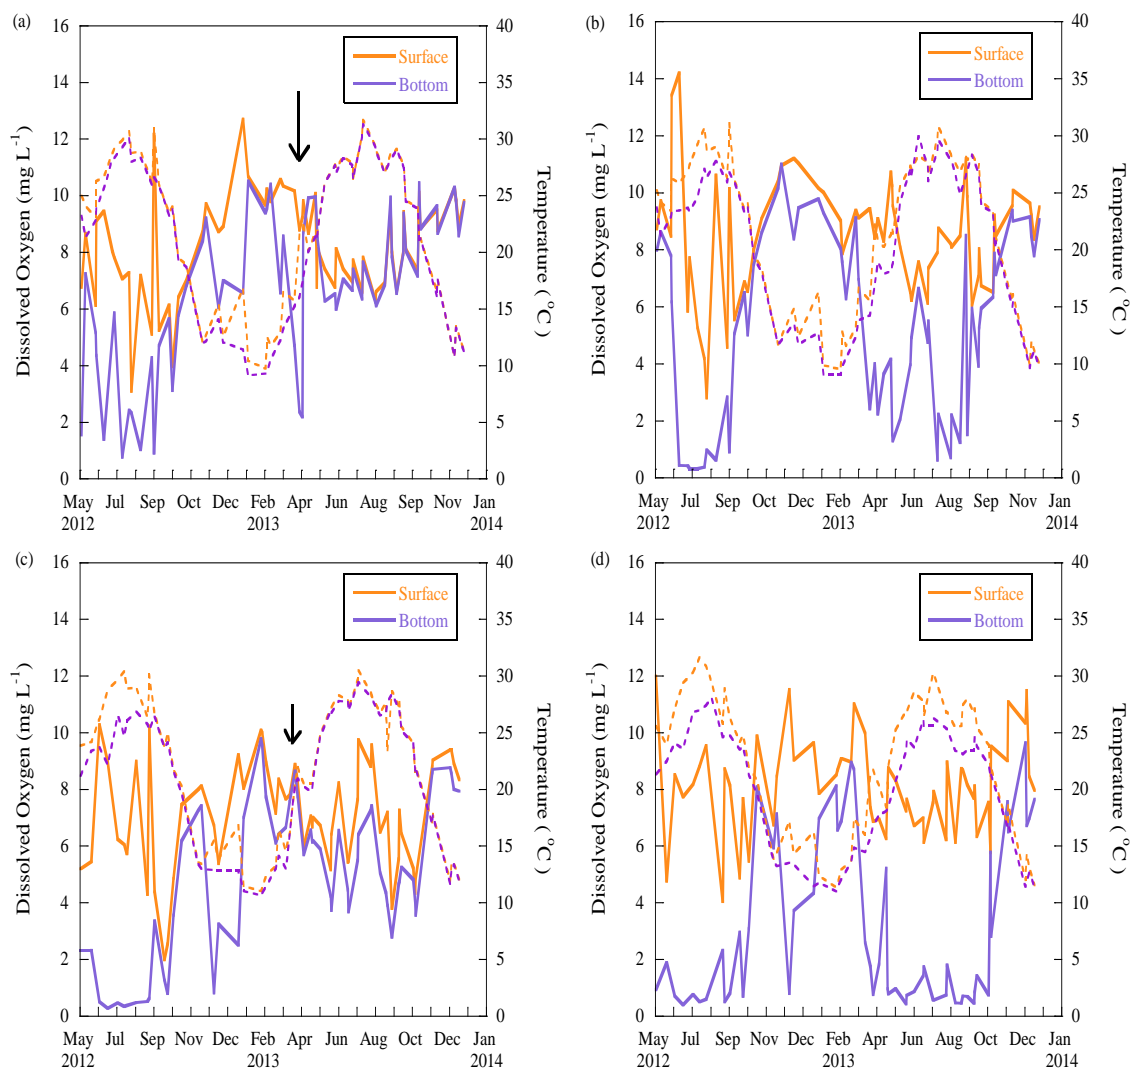 (a)
16
14
12
10
8
6
4
2
0
Dissolved Oxygen (mg L⁻¹)
40
35
30
25
20
15
10
5
0
Temperature (°C)
Surface
Bottom
May Jul Sep Oct Dec Feb Apr Jun Aug Sep Nov Jan
2012 2013 2014
(b)
16
14
12
10
8
6
4
2
0
Dissolved Oxygen (mg L⁻¹)
40
35
30
25
20
15
10
5
0
Temperature (°C)
Surface
Bottom
May Jul Sep Oct Dec Feb Apr Jun Aug Sep Nov Jan
2012 2013 2014
(c)
16
14
12
10
8
6
4
2
0
Dissolved Oxygen (mg L⁻¹)
40
35
30
25
20
15
10
5
0
Temperature (°C)
Surface
Bottom
May Jul Sep Nov Dec Feb Apr Jun Aug Oct Dec Jan
2012 2013 2014
(d)
16
14
12
10
8
6
4
2
0
Dissolved Oxygen (mg L⁻¹)
40
35
30
25
20
15
10
5
0
Temperature (°C)
Surface
Bottom
May Jul Sep Nov Dec Feb Apr Jun Aug Oct Dec Jan
2012 2013 2014